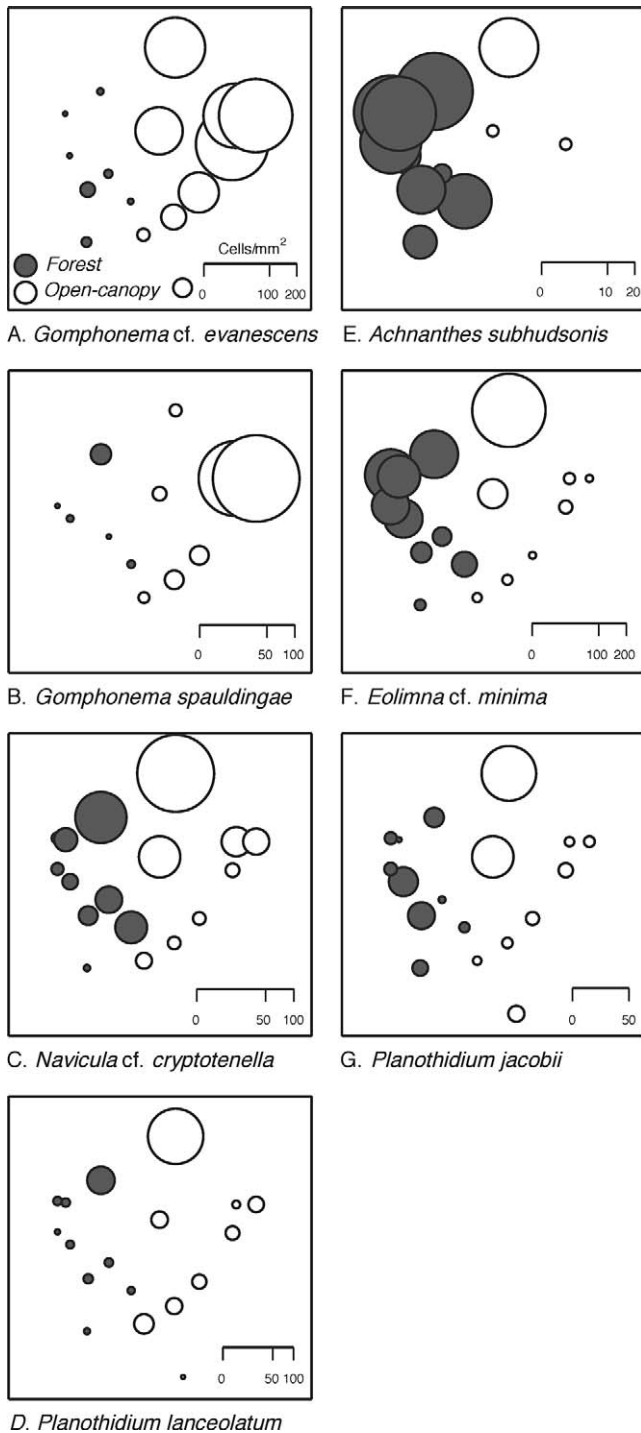 Cells/mm²
Forest
Open-canopy
0 100 200
A. Gomphonema cf. evanescens
0 10 20
E. Achnanthes subhudsonis
0 50 100
B. Gomphonema spauldingae
0 100 200
F. Eolimna cf. minima
0 50 100
C. Navicula cf. cryptotenella
0 50
G. Planothidium jacobii
0 50 100
D. Planothidium lanceolatum